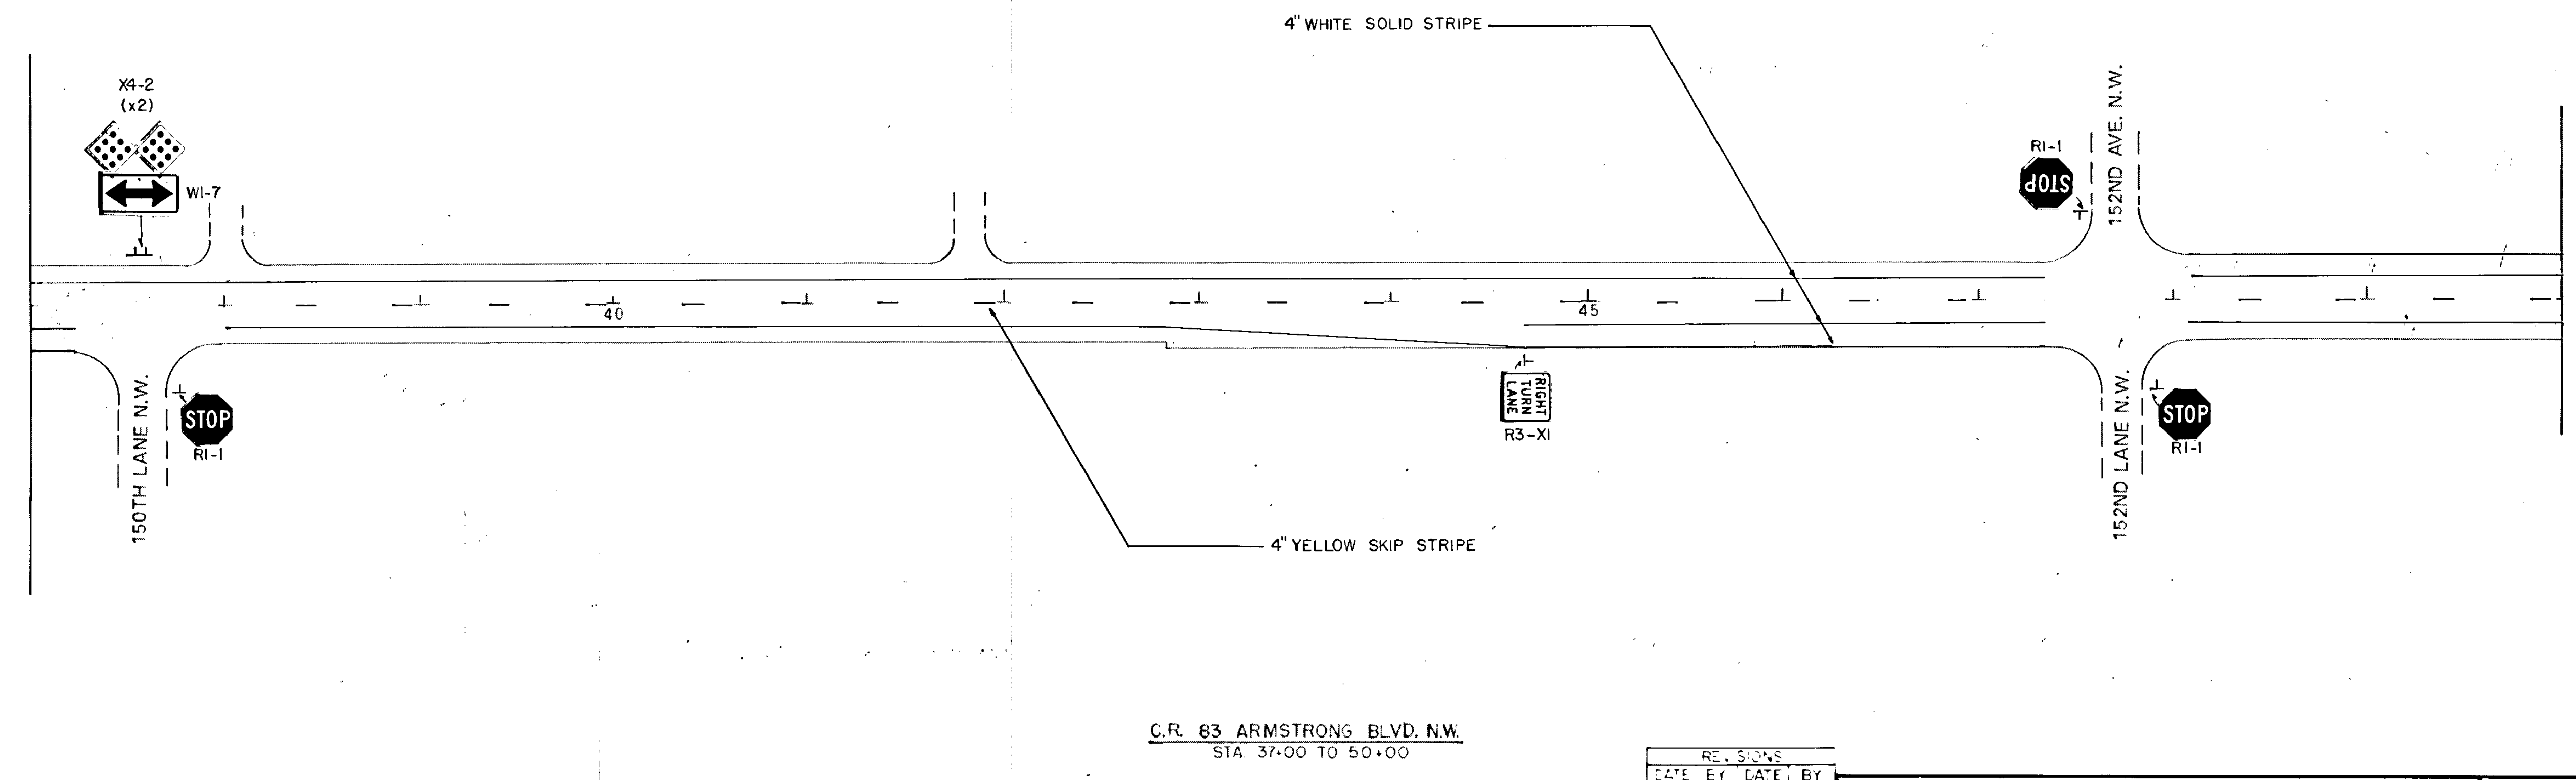 4" WHITE SOLID STRIPE
X4-2
(x2)
W1-7
R1-1
STOP
152ND AVE. N.W.
40
45
150TH LANE N.W.
STOP
R1-1
RIGHT
TURN
LANE
R3-X1
152ND LANE N.W.
STOP
R1-1
4" YELLOW SKIP STRIPE
C.R. 83 ARMSTRONG BLVD. N.W.
STA. 37+00 TO 50+00
REVISIONS
DATE BY DATE BY